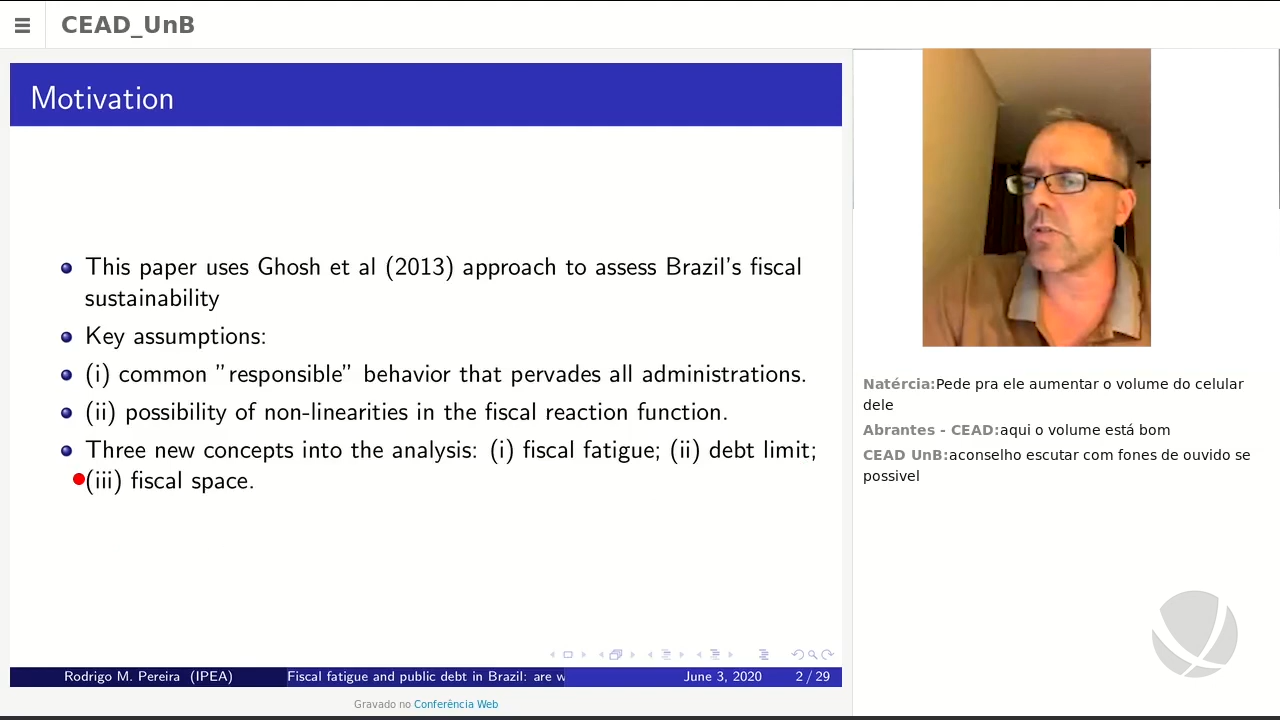 CEAD_UnB
Motivation
This paper uses Ghosh et al (2013) approach to assess Brazil's fiscal
sustainability
Key assumptions:
(i) common "responsible" behavior that pervades all administrations.
(ii) possibility of non-linearities in the fiscal reaction function.
Three new concepts into the analysis: (i) fiscal fatigue; (ii) debt limit;
(iii) fiscal space.
Rodrigo M. Pereira (IPEA) Fiscal fatigue and public debt in Brazil: are w June 3, 2020 2 / 29
Gravado no Conferência Web
Natércia:Pede pra ele aumentar o volume do celular
dele
Abrantes - CEAD:aqui o volume está bom
CEAD UnB:aconselho escutar com fones de ouvido se
possivel